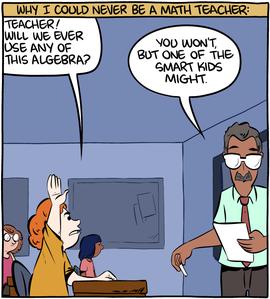 WHY I COULD NEVER BE A MATH TEACHER:
TEACHER!
WILL WE EVER
USE ANY OF
THIS ALGEBRA?
YOU WON'T,
BUT ONE OF THE
SMART KIDS
MIGHT.